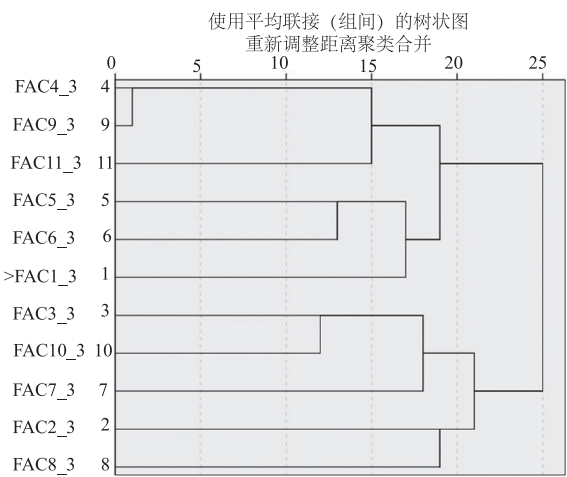 使用平均联接（组间）的树状图
重新调整距离聚类合并
0 5 10 15 20 25
FAC4_3 4
FAC9_3 9
FAC11_3 11
FAC5_3 5
FAC6_3 6
>FAC1_3 1
FAC3_3 3
FAC10_3 10
FAC7_3 7
FAC2_3 2
FAC8_3 8